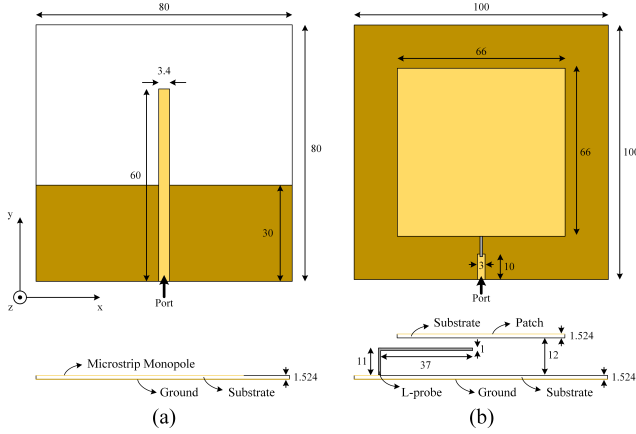 80
3.4
60
80
30
y
z
x
Port
Microstrip Monopole
1.524
Ground
Substrate
(a)
100
66
66
100
3
10
Port
Substrate
Patch
1.524
1
11
37
12
1.524
L-probe
Ground
Substrate
(b)